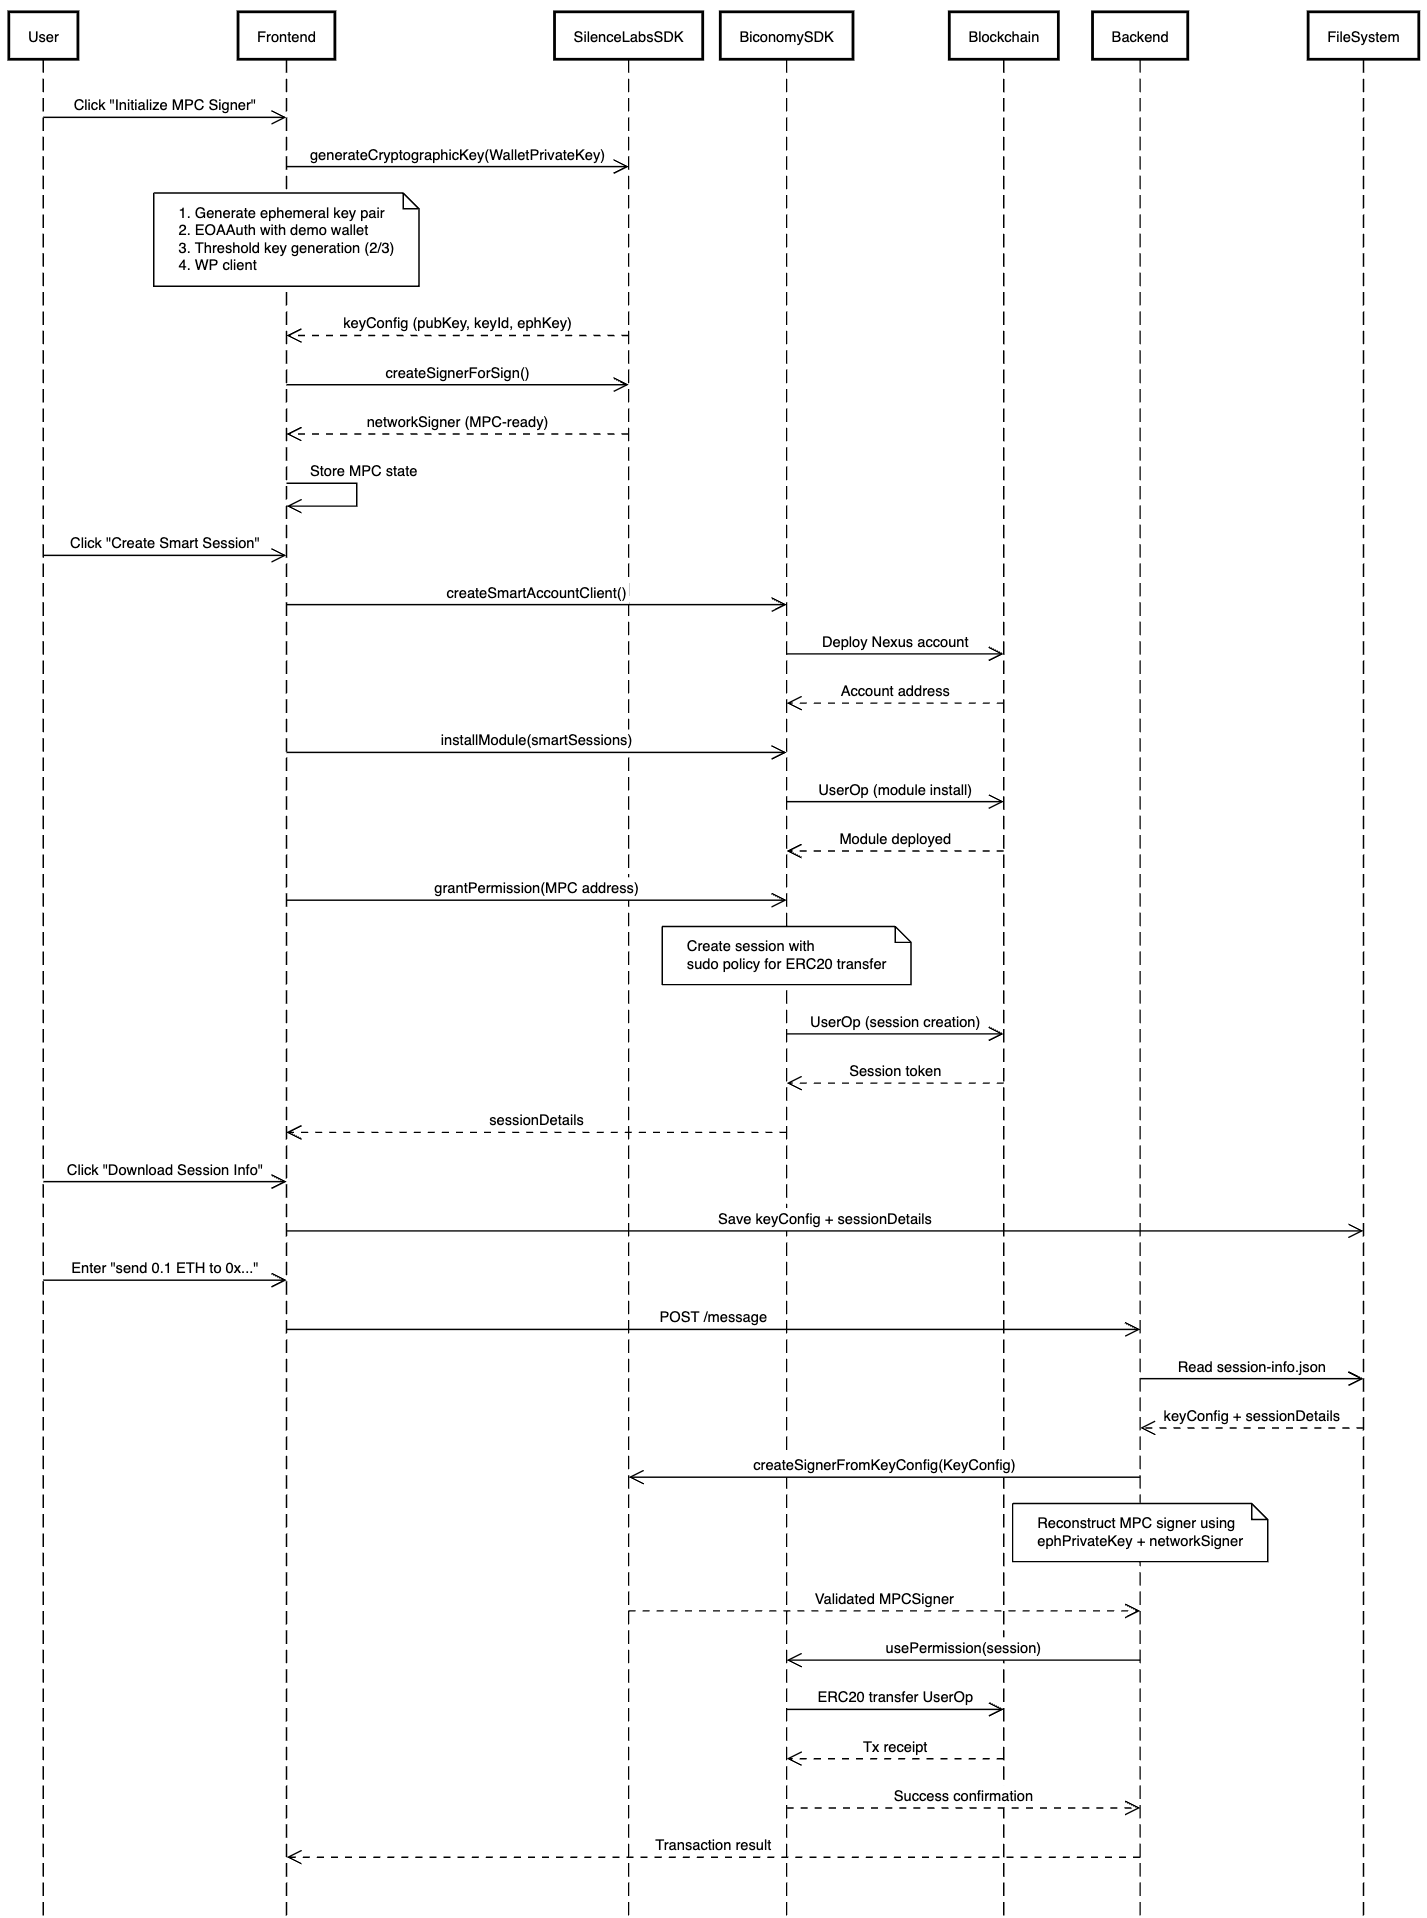 User
Frontend
SilenceLabsSDK
BiconomySDK
Blockchain
Backend
FileSystem
Click "Initialize MPC Signer"
generateCryptographicKey(WalletPrivateKey)
1. Generate ephemeral key pair
2. EOAAuth with demo wallet
3. Threshold key generation (2/3)
4. WP client
keyConfig (pubKey, keyId, ephKey)
createSignerForSign()
networkSigner (MPC-ready)
Store MPC state
Click "Create Smart Session"
createSmartAccountClient()
Deploy Nexus account
Account address
installModule(smartSessions)
UserOp (module install)
Module deployed
grantPermission(MPC address)
Create session with
sudo policy for ERC20 transfer
UserOp (session creation)
Session token
sessionDetails
Click "Download Session Info"
Save keyConfig + sessionDetails
Enter "send 0.1 ETH to 0x..."
POST /message
Read session-info.json
keyConfig + sessionDetails
createSignerFromKeyConfig(KeyConfig)
Reconstruct MPC signer using
ephPrivateKey + networkSigner
Validated MPCSigner
usePermission(session)
ERC20 transfer UserOp
Tx receipt
Success confirmation
Transaction result